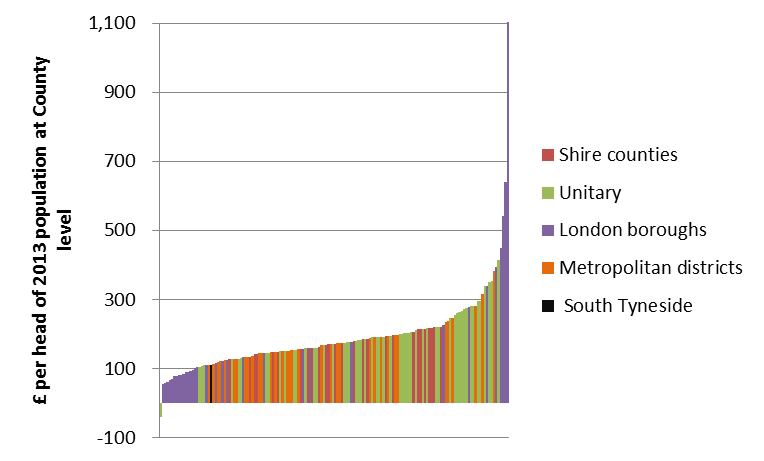 £ per head of 2013 population at County
level
1,100
900
700
500
300
100
-100
Shire counties
Unitary
London boroughs
Metropolitan districts
South Tyneside